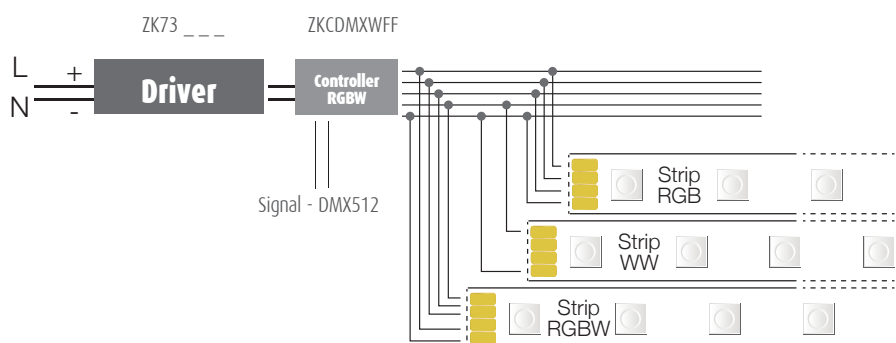 ZK73 _ _ _
ZKCDMXWFF
L
+
N
-
Driver
Controller
RGBW
Signal - DMX512
Strip
RGB
Strip
WW
Strip
RGBW